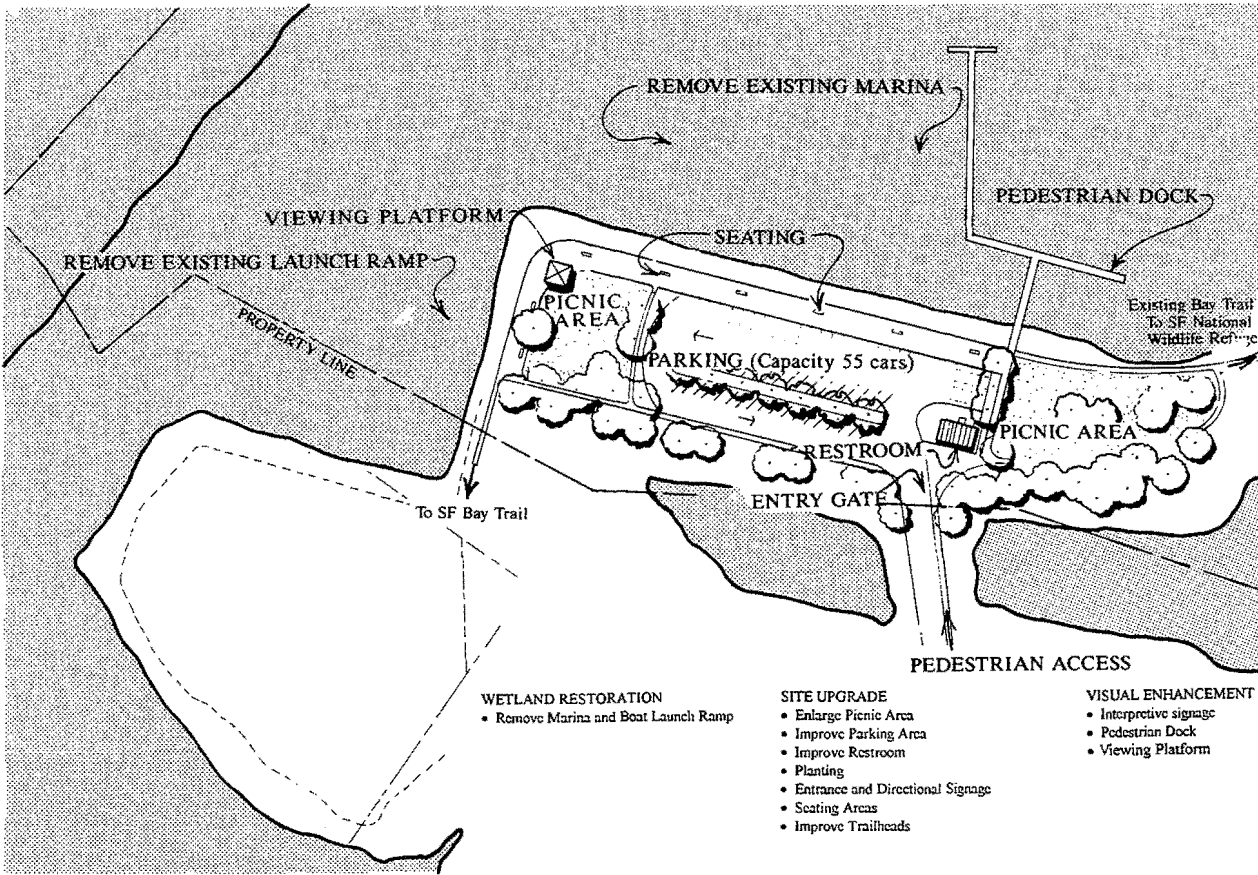 REMOVE EXISTING MARINA
PEDESTRIAN DOCK
VIEWING PLATFORM
SEATING
REMOVE EXISTING LAUNCH RAMP
PICNIC
AREA
Existing Bay Trail
To SF National
Wildlife Refuge
PROPERTY LINE
PARKING (Capacity 55 cars)
PICNIC AREA
RESTROOM
ENTRY GATE
To SF Bay Trail
PEDESTRIAN ACCESS
WETLAND RESTORATION
• Remove Marina and Boat Launch Ramp
SITE UPGRADE
• Enlarge Picnic Area
• Improve Parking Area
• Improve Restroom
• Planting
• Entrance and Directional Signage
• Seating Areas
• Improve Trailheads
VISUAL ENHANCEMENT
• Interpretive signage
• Pedestrian Dock
• Viewing Platform